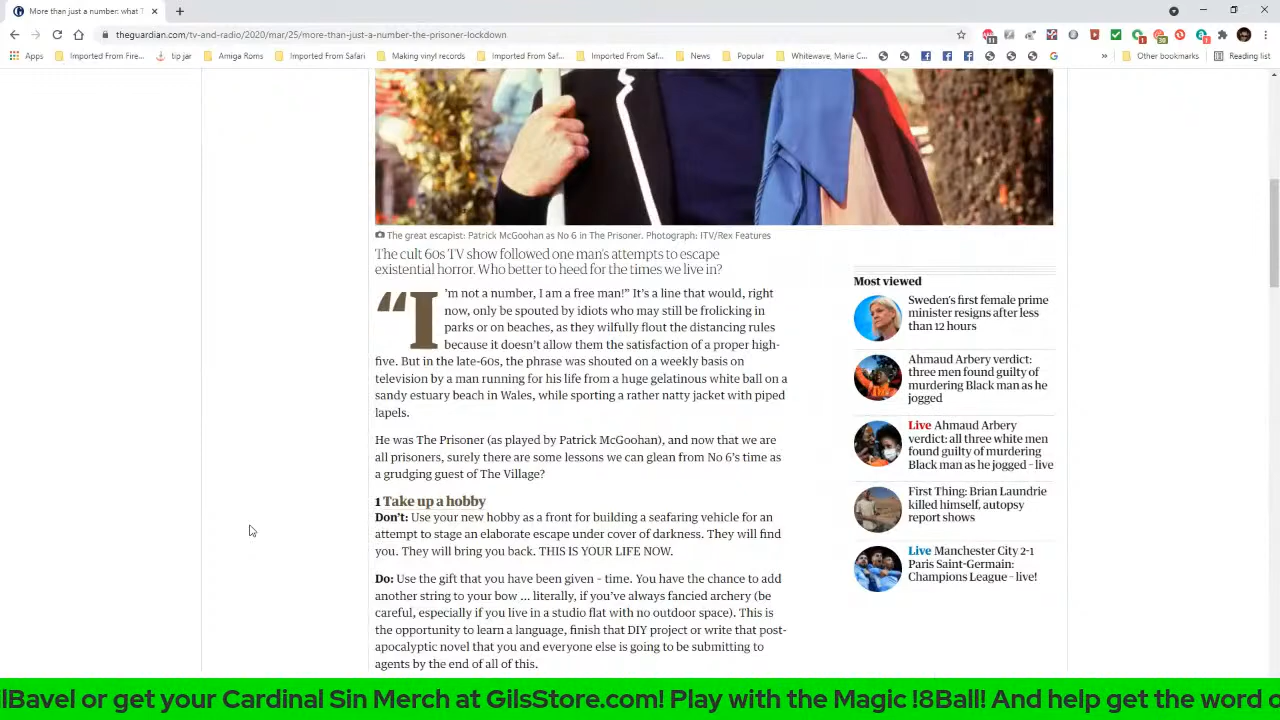 More than just a number: what T
theguardian.com/tv-and-radio/2020/mar/25/more-than-just-a-number-the-prisoner-lockdown
Apps
Imported From Fire...
tip jar
Amiga Roms
Imported From Safari
Imported From Safari
Making vinyl records
Imported From Saf...
Imported From Saf...
News
Popular
Whitewave, Marie C...
»
Other bookmarks
Reading list
The great escapist: Patrick McGoohan as No 6 in The Prisoner. Photograph: ITV/Rex Features
The cult 60s TV show followed one man's attempts to escape
existential horror. Who better to heed for the times we live in?
“I'm not a number, I am a free man!” It's a line that would, right
now, only be spouted by idiots who may still be frolicking in
parks or on beaches, as they wilfully flout the distancing rules
because it doesn't allow them the satisfaction of a proper high-
five. But in the late-60s, the phrase was shouted on a weekly basis on
television by a man running for his life from a huge gelatinous white ball on a
sandy estuary beach in Wales, while sporting a rather natty jacket with piped
lapels.
He was The Prisoner (as played by Patrick McGoohan), and now that we are
all prisoners, surely there are some lessons we can glean from No 6's time as
a grudging guest of The Village?
1 Take up a hobby
Don't: Use your new hobby as a front for building a seafaring vehicle for an
attempt to stage an elaborate escape under cover of darkness. They will find
you. They will bring you back. THIS IS YOUR LIFE NOW.
Do: Use the gift that you have been given – time. You have the chance to add
another string to your bow ... literally, if you've always fancied archery (be
careful, especially if you live in a studio flat with no outdoor space). This is
the opportunity to learn a language, finish that DIY project or write that post-
apocalyptic novel that you and everyone else is going to be submitting to
agents by the end of all of this.
Most viewed
Sweden's first female prime
minister resigns after less
than 12 hours
Ahmaud Arbery verdict:
three men found guilty of
murdering Black man as he
jogged
Live Ahmaud Arbery
verdict: all three white men
found guilty of murdering
Black man as he jogged – live
First Thing: Brian Laundrie
killed himself, autopsy
report shows
Live Manchester City 2-1
Paris Saint-Germain:
Champions League – live!
ilBavel or get your Cardinal Sin Merch at GilsStore.com! Play with the Magic !8Ball! And help get the word o